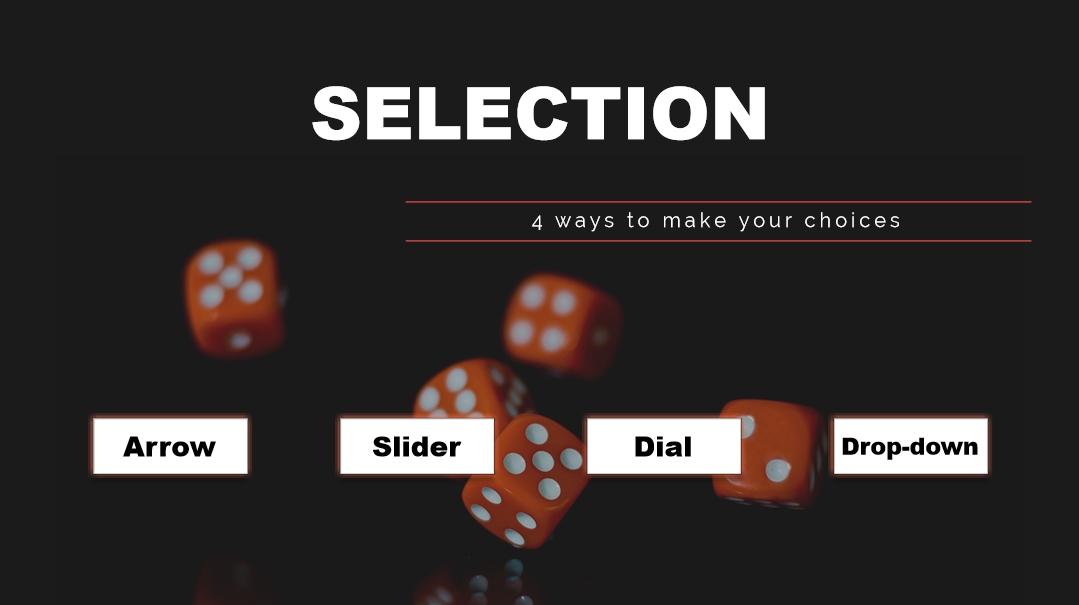 SELECTION
4 ways to make your choices
Arrow
Slider
Dial
Drop-down